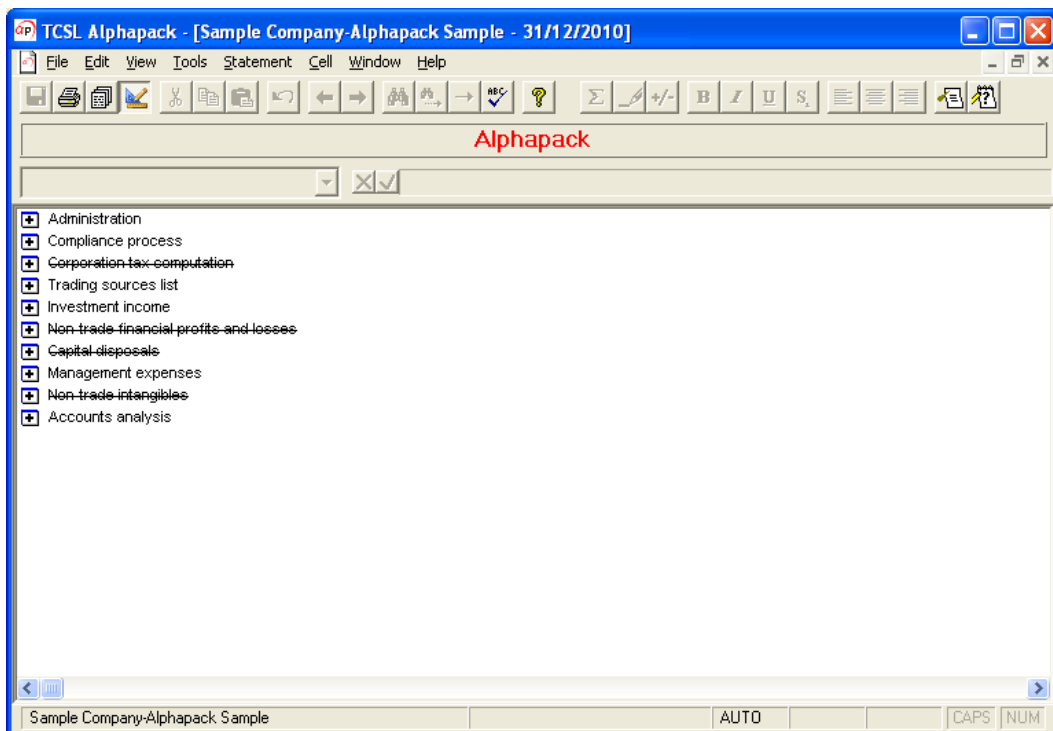 TCSL Alphapack - [Sample Company-Alphapack Sample - 31/12/2010]
File Edit View Tools Statement Cell Window Help
ABC Σ +/- B I U S
Alphapack
Administration
Compliance process
Corporation tax computation
Trading sources list
Investment income
Non trade financial profits and losses
Capital disposals
Management expenses
Non trade intangibles
Accounts analysis
Sample Company-Alphapack Sample AUTO CAPS NUM